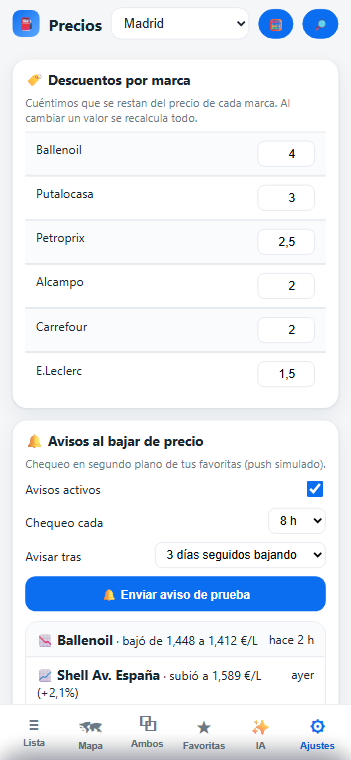 Precios
Madrid
Descuentos por marca
Cuéntimos que se restan del precio de cada marca. Al
cambiar un valor se recalcula todo.
Ballenoil 4
Putalocasa 3
Petroprix 2,5
Alcampo 2
Carrefour 2
E.Leclerc 1,5
Avisos al bajar de precio
Chequeo en segundo plano de tus favoritas (push simulado).
Avisos activos
Chequeo cada 8 h
Avisar tras 3 días seguidos bajando
Enviar aviso de prueba
Ballenoil · bajó de 1,448 a 1,412 €/L hace 2 h
Shell Av. España · subió a 1,589 €/L ayer
(+2,1%)
Lista Mapa Ambos Favoritas IA Ajustes